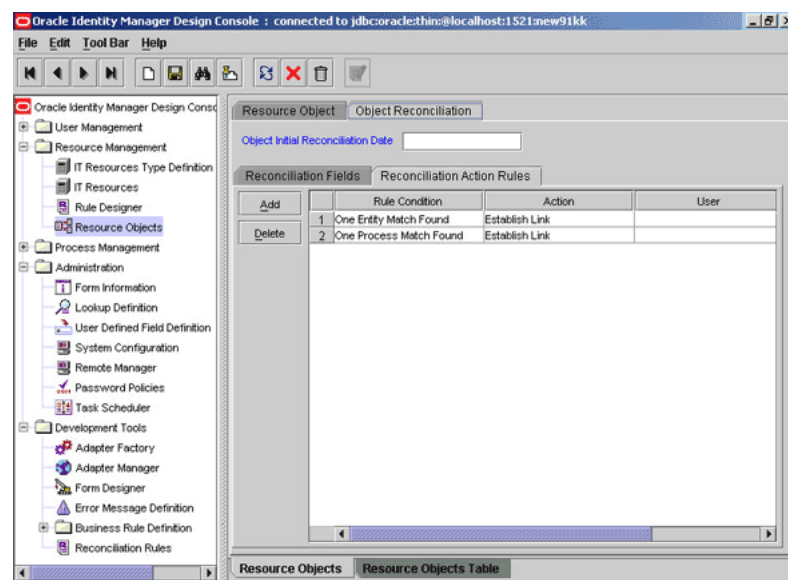 Oracle Identity Manager Design Console : connected to jdbc:oracle:thin:@localhost:1521:new91kk
File Edit Tool Bar Help
Oracle Identity Manager Design Consc
User Management
Resource Management
IT Resources Type Definition
IT Resources
Rule Designer
Resource Objects
Process Management
Administration
Form Information
Lookup Definition
User Defined Field Definition
System Configuration
Remote Manager
Password Policies
Task Scheduler
Development Tools
Adapter Factory
Adapter Manager
Form Designer
Error Message Definition
Business Rule Definition
Reconciliation Rules
Resource Object Object Reconciliation
Object Initial Reconciliation Date
Reconciliation Fields Reconciliation Action Rules
Add
Delete
Rule Condition Action User
1 One Entity Match Found Establish Link
2 One Process Match Found Establish Link
Resource Objects Resource Objects Table